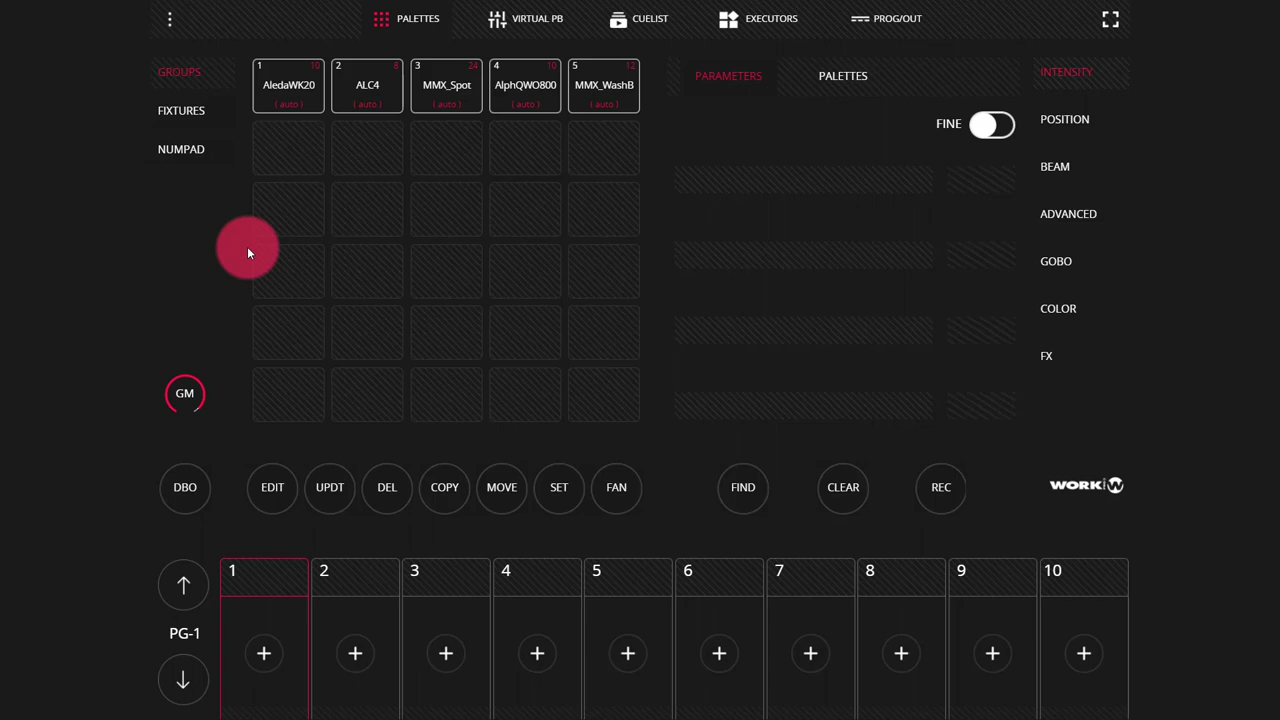 PALETTES
VIRTUAL PB
CUELIST
EXECUTORS
PROG/OUT
GROUPS
FIXTURES
NUMPAD
1 10
AledaWK20
( auto )
2 8
ALC4
( auto )
3 24
MMX_Spot
( auto )
4 10
AlphQWO800
( auto )
5 12
MMX_WashB
( auto )
PARAMETERS
PALETTES
FINE
INTENSITY
POSITION
BEAM
ADVANCED
GOBO
COLOR
FX
GM
DBO
EDIT
UPDT
DEL
COPY
MOVE
SET
FAN
FIND
CLEAR
REC
WORK
PG-1
1
2
3
4
5
6
7
8
9
10